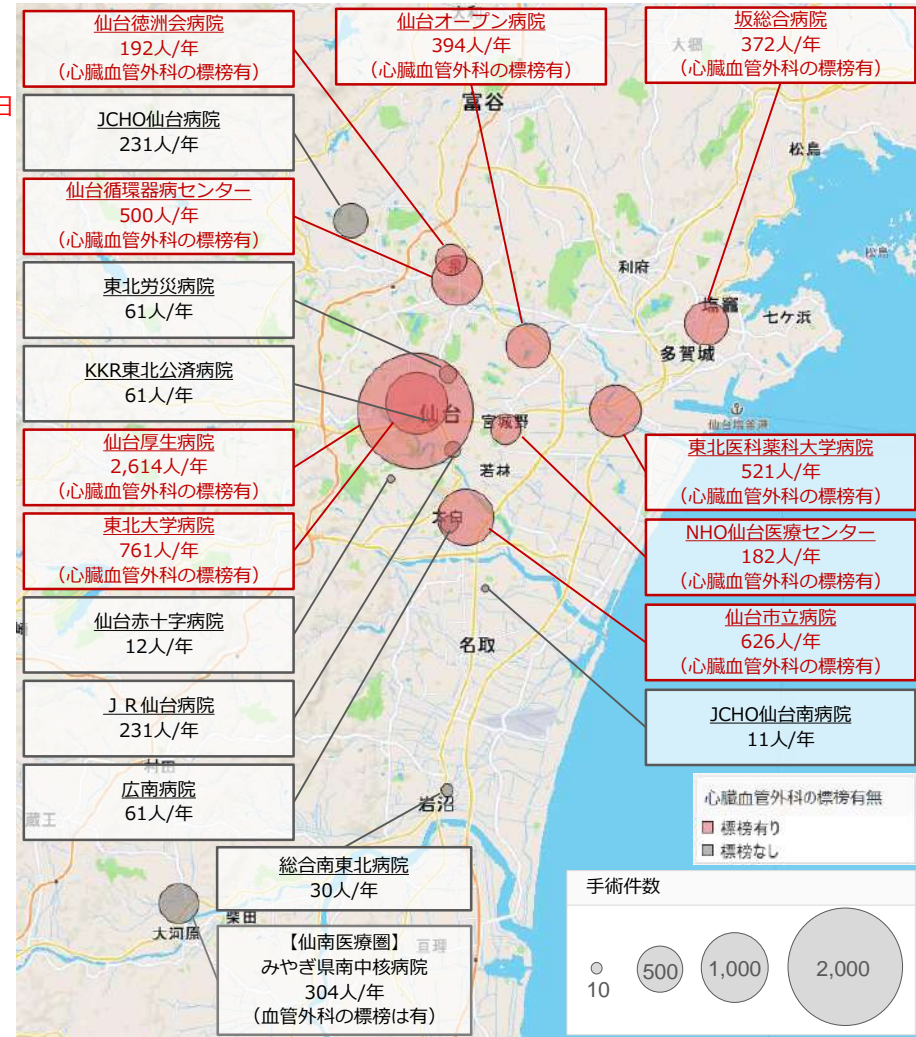 仙台徳洲会病院
192人/年
(心臓血管外科の標榜有)
仙台オープン病院
394人/年
(心臓血管外科の標榜有)
坂総合病院
372人/年
(心臓血管外科の標榜有)
日
JCHO仙台病院
231人/年
仙台循環器病センター
500人/年
(心臓血管外科の標榜有)
東北労災病院
61人/年
KKR東北公済病院
61人/年
仙台厚生病院
2,614人/年
(心臓血管外科の標榜有)
東北大学病院
761人/年
(心臓血管外科の標榜有)
仙台赤十字病院
12人/年
ＪＲ仙台病院
231人/年
広南病院
61人/年
総合南東北病院
30人/年
【仙南医療圏】
みやぎ県南中核病院
304人/年
(血管外科の標榜は有)
東北医科薬科大学病院
521人/年
(心臓血管外科の標榜有)
NHO仙台医療センター
182人/年
(心臓血管外科の標榜有)
仙台市立病院
626人/年
(心臓血管外科の標榜有)
JCHO仙台南病院
11人/年
大郷
富谷
松島
松島
利府
塩竈
七ケ浜
多賀城
仙台塩釜港
泉
仙台
宮城野
若林
太白
名取
村田
岩沼
蔵王
柴田
大河原
亘理
心臓血管外科の標榜有無
標榜有り
標榜なし
手術件数
10
500
1,000
2,000